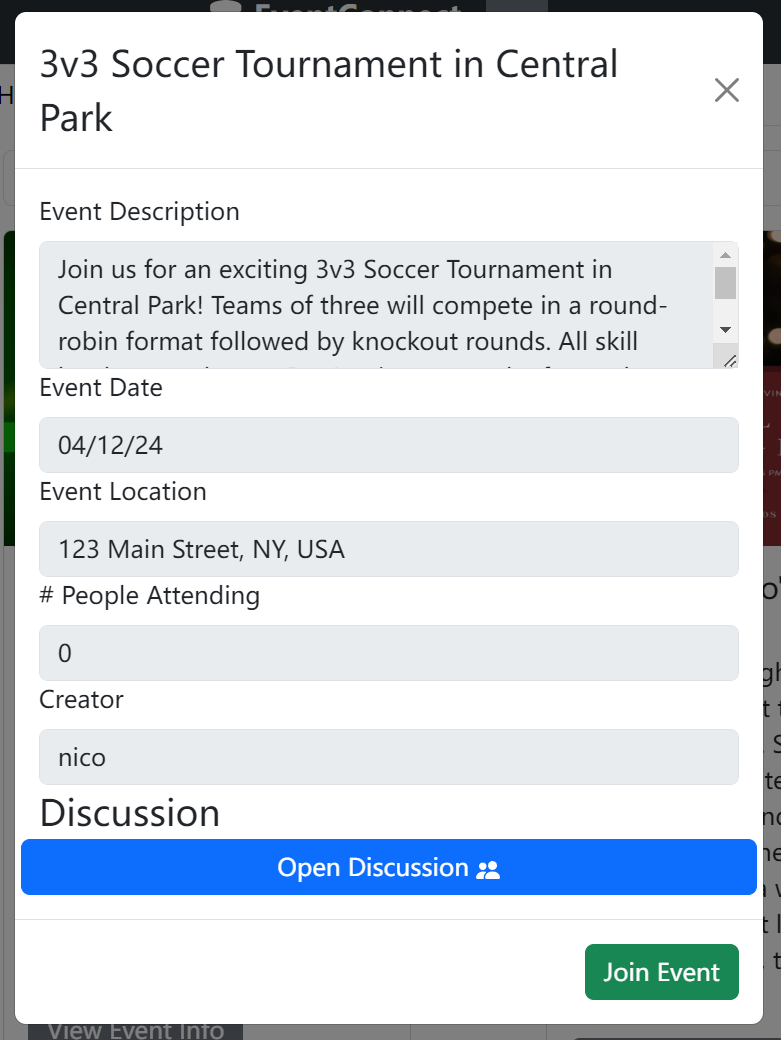 EventConnect
3v3 Soccer Tournament in Central
Park
H
Event Description
Join us for an exciting 3v3 Soccer Tournament in
Central Park! Teams of three will compete in a round-
robin format followed by knockout rounds. All skill
Event Date
04/12/24
Event Location
123 Main Street, NY, USA
# People Attending
0
Creator
nico
Discussion
Open Discussion
Join Event
View Event Info